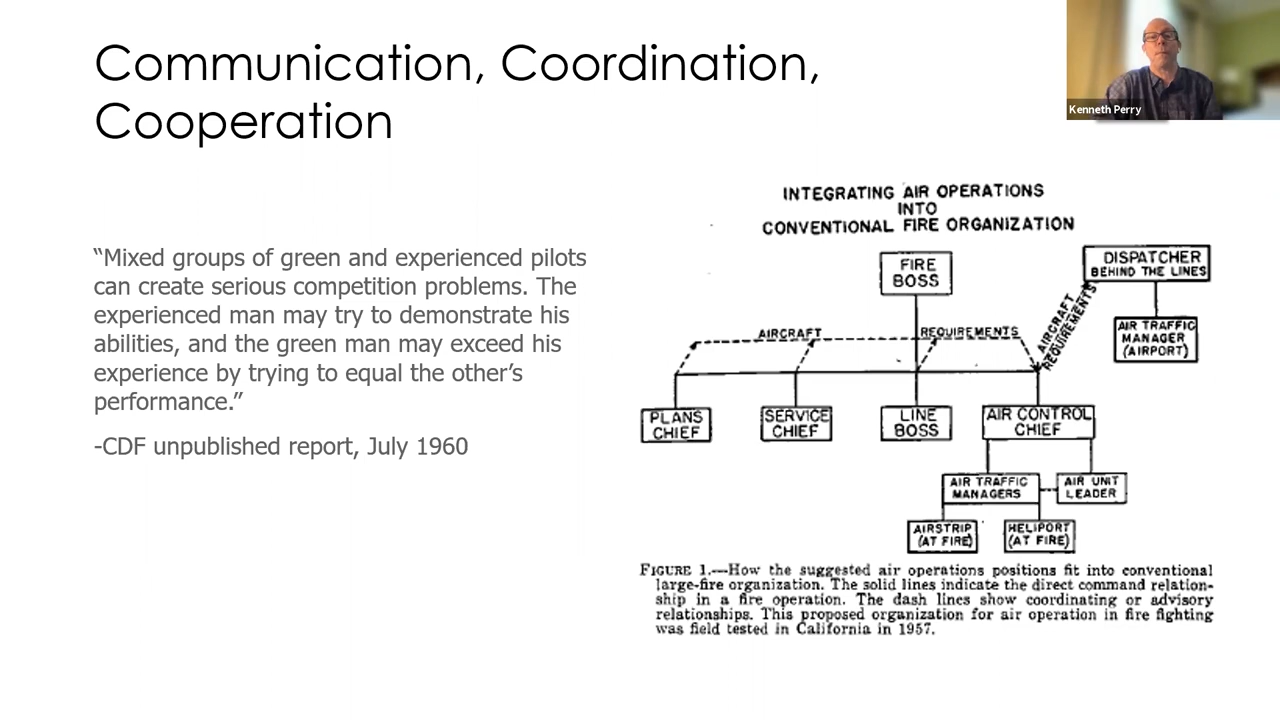 Communication, Coordination,
Cooperation
Kenneth Perry
“Mixed groups of green and experienced pilots
can create serious competition problems. The
experienced man may try to demonstrate his
abilities, and the green man may exceed his
experience by trying to equal the other’s
performance.”
-CDF unpublished report, July 1960
INTEGRATING AIR OPERATIONS
INTO
CONVENTIONAL FIRE ORGANIZATION
FIRE
BOSS
DISPATCHER
BEHIND THE LINES
AIRCRAFT
REQUIREMENTS
AIRCRAFT
REQUIREMENTS
AIR TRAFFIC
MANAGER
(AIRPORT)
PLANS
CHIEF
SERVICE
CHIEF
LINE
BOSS
AIR CONTROL
CHIEF
AIR TRAFFIC
MANAGERS
AIR UNIT
LEADER
AIRSTRIP
(AT FIRE)
HELIPORT
(AT FIRE)
FIGURE 1.—How the suggested air operations positions fit into conventional
large-fire organization. The solid lines indicate the direct command relation-
ship in a fire operation. The dash lines show coordinating or advisory
relationships. This proposed organization for air operation in fire fighting
was field tested in California in 1957.